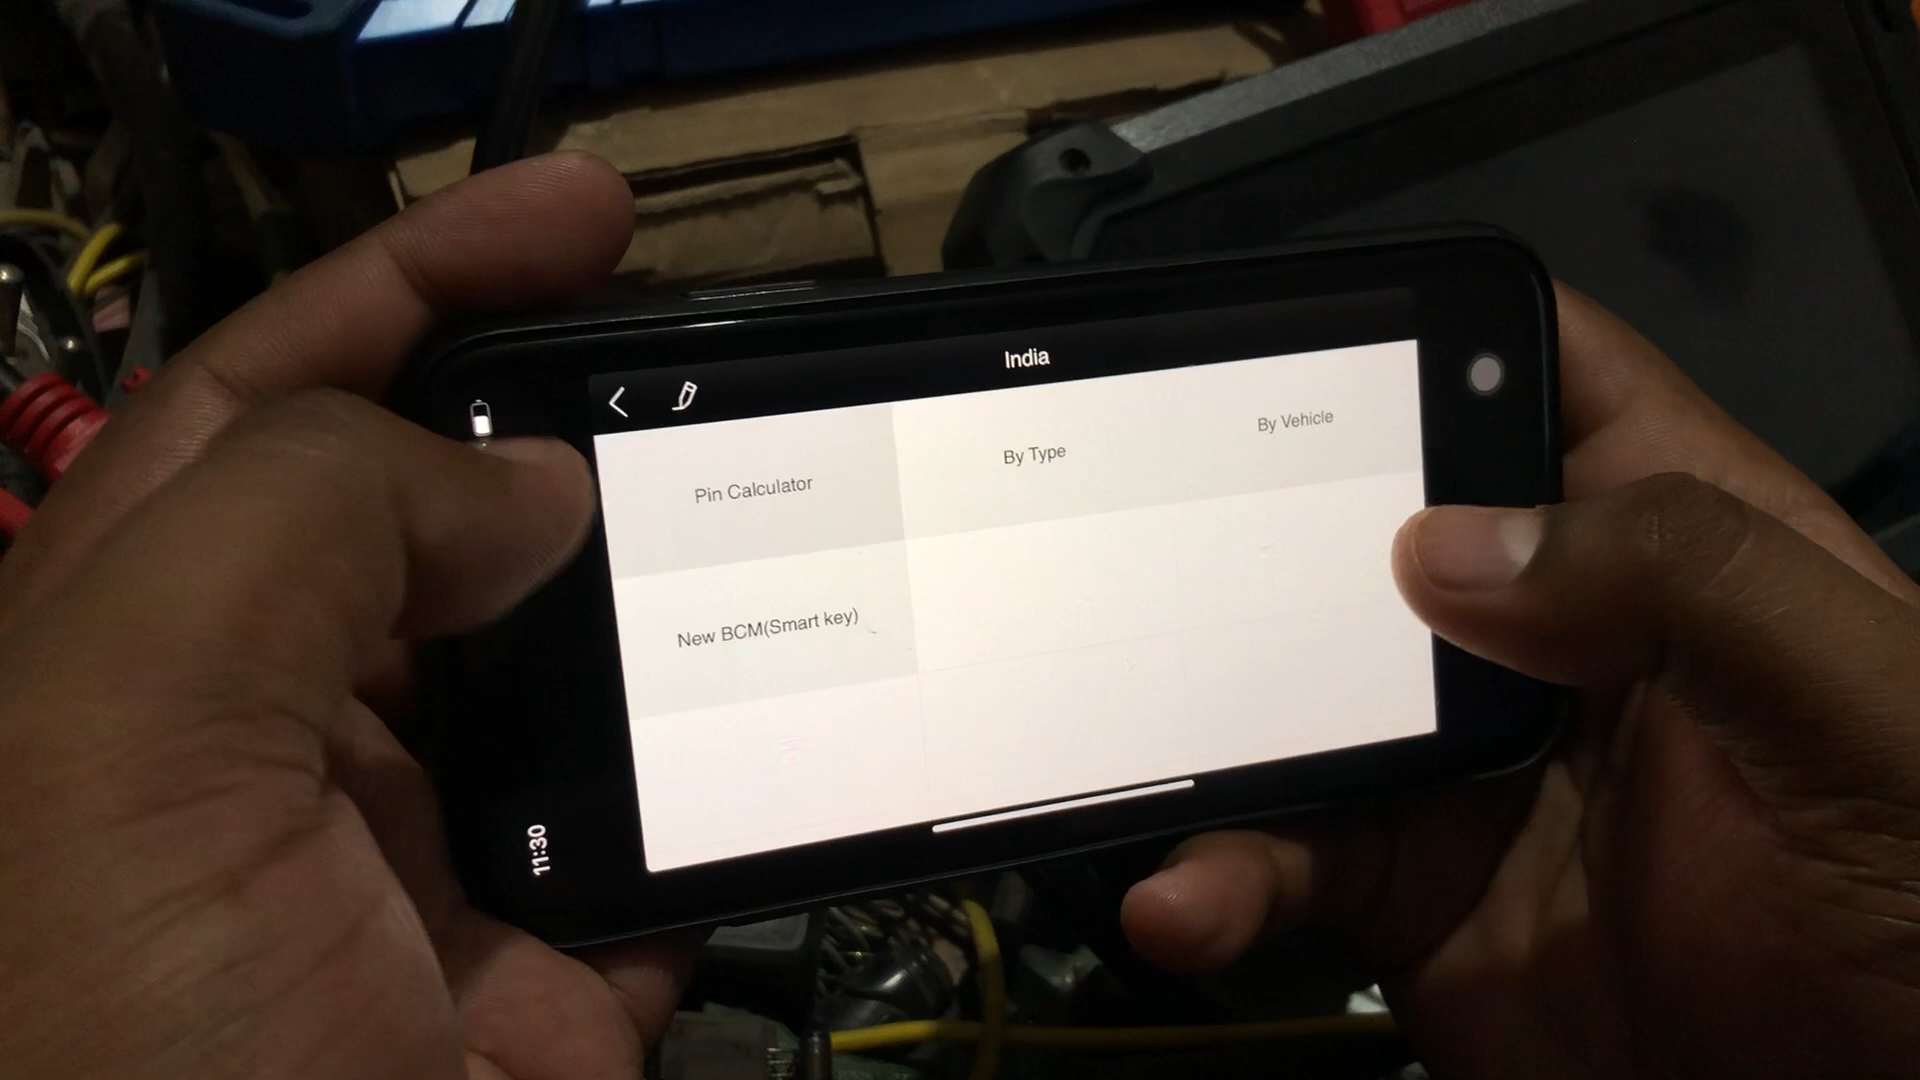 India
Pin Calculator
By Type
By Vehicle
New BCM(Smart key)
11:30